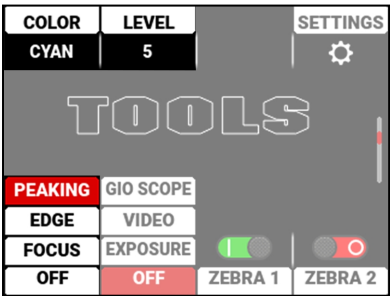 COLOR LEVEL SETTINGS
CYAN 5
TOOLS
PEAKING GIO SCOPE
EDGE VIDEO
FOCUS EXPOSURE
OFF OFF ZEBRA 1 ZEBRA 2